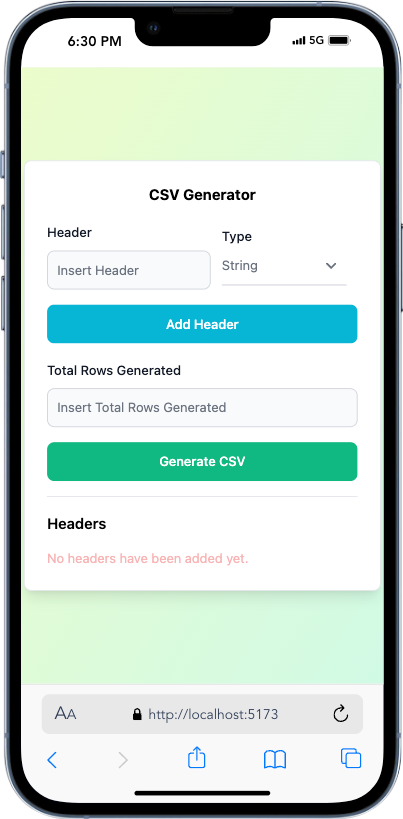 6:30 PM 5G
CSV Generator
Header
Type
Insert Header
String
Add Header
Total Rows Generated
Insert Total Rows Generated
Generate CSV
Headers
No headers have been added yet.
AA http://localhost:5173